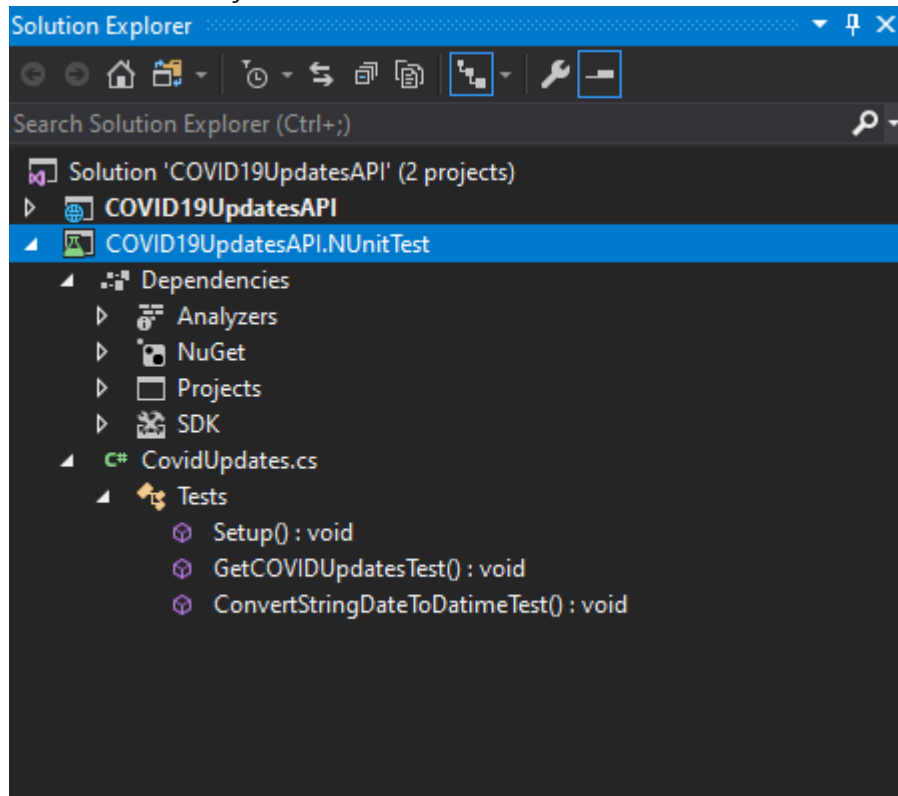 Solution Explorer
Search Solution Explorer (Ctrl+;)
Solution 'COVID19UpdatesAPI' (2 projects)
COVID19UpdatesAPI
COVID19UpdatesAPI.NUnitTest
Dependencies
Analyzers
NuGet
Projects
SDK
C# CovidUpdates.cs
Tests
Setup() : void
GetCOVIDUpdatesTest() : void
ConvertStringDateToDatimeTest() : void